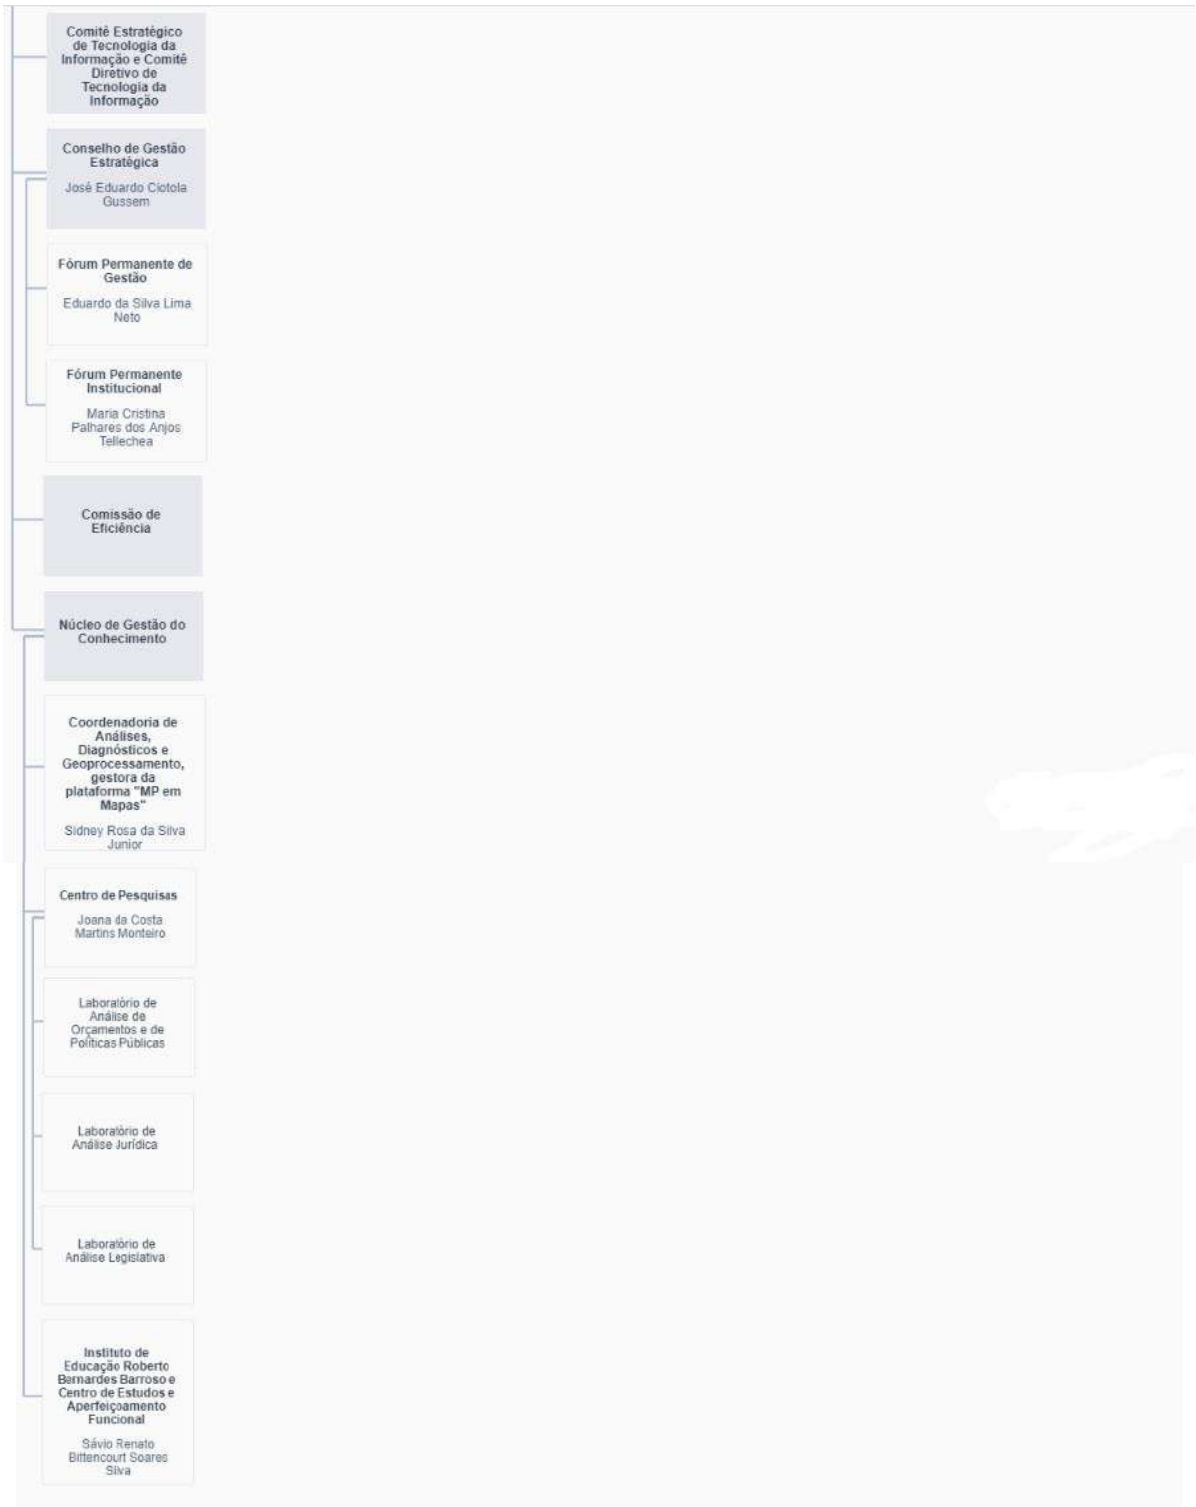 Comitê Estratégico
de Tecnologia da
Informação e Comitê
Diretivo de
Tecnologia da
Informação
Conselho de Gestão
Estratégica
José Eduardo Ciotola
Gussem
Fórum Permanente de
Gestão
Eduardo da Silva Lima
Neto
Fórum Permanente
Institucional
Maria Cristina
Palhares dos Anjos
Tellechea
Comissão de
Eficiência
Núcleo de Gestão do
Conhecimento
Coordenadoria de
Análises,
Diagnósticos e
Geoprocessamento,
gestora da
plataforma "MP em
Mapas"
Sidney Rosa da Silva
Junior
Centro de Pesquisas
Joana da Costa
Martins Monteiro
Laboratório de
Análise de
Orçamentos e de
Políticas Públicas
Laboratório de
Análise Jurídica
Laboratório de
Análise Legislativa
Instituto de
Educação Roberto
Bernardes Barroso e
Centro de Estudos e
Aperfeiçoamento
Funcional
Sávio Renato
Bittencourt Soares
Silva